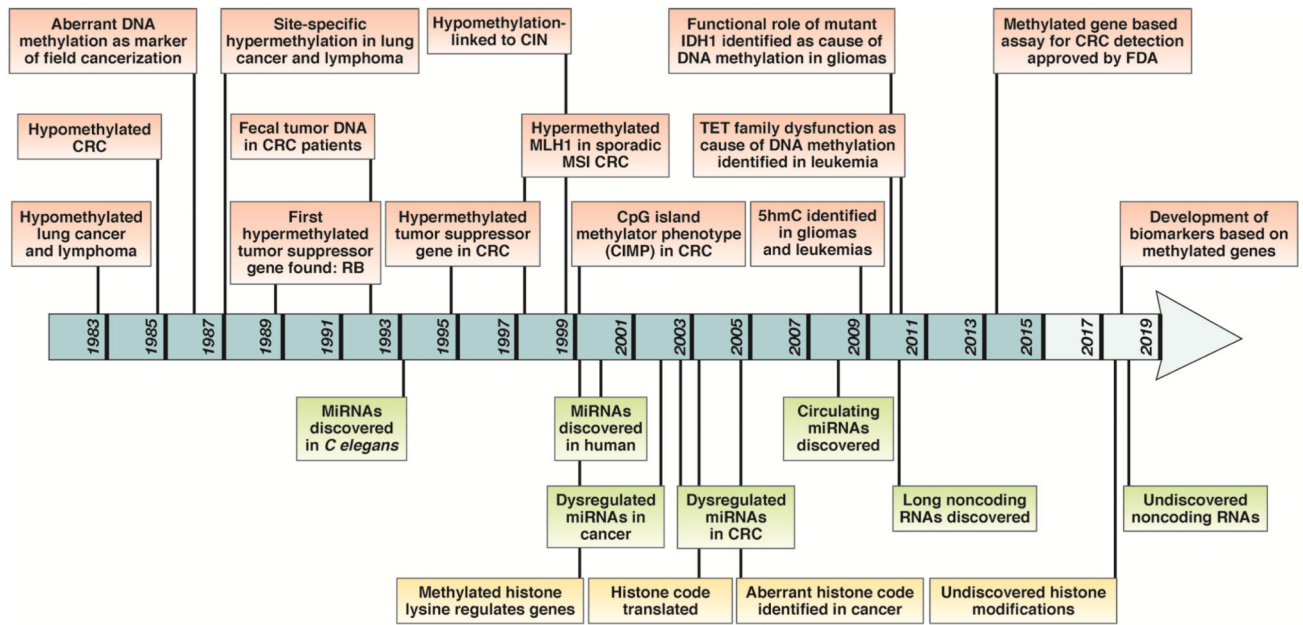 Aberrant DNA
methylation as marker
of field cancerization
Site-specific
hypermethylation in lung
cancer and lymphoma
Hypomethylation-
linked to CIN
Functional role of mutant
IDH1 identified as cause of
DNA methylation in gliomas
Methylated gene based
assay for CRC detection
approved by FDA
Hypomethylated
CRC
Fecal tumor DNA
in CRC patients
Hypermethylated
MLH1 in sporadic
MSI CRC
TET family dysfunction as
cause of DNA methylation
identified in leukemia
Hypomethylated
lung cancer
and lymphoma
First
hypermethylated
tumor suppressor
gene found: RB
Hypermethylated
tumor suppressor
gene in CRC
CpG island
methylator phenotype
(CIMP) in CRC
5hmC identified
in gliomas
and leukemias
Development of
biomarkers based on
methylated genes
1983
1985
1987
1989
1991
1993
1995
1997
1999
2001
2003
2005
2007
2009
2011
2013
2015
2017
2019
MiRNAs
discovered
in C elegans
MiRNAs
discovered
in human
Circulating
miRNAs
discovered
Dysregulated
miRNAs in
cancer
Dysregulated
miRNAs
in CRC
Long noncoding
RNAs discovered
Undiscovered
noncoding RNAs
Methylated histone
lysine regulates genes
Histone code
translated
Aberrant histone code
identified in cancer
Undiscovered histone
modifications